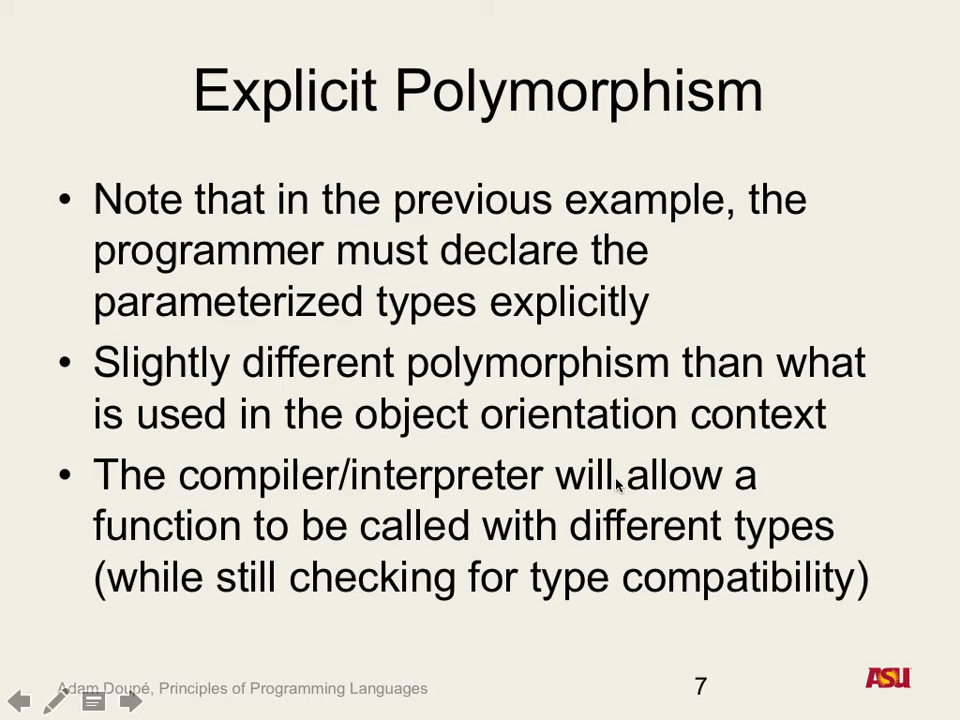 Explicit Polymorphism
• Note that in the previous example, the
programmer must declare the
parameterized types explicitly
• Slightly different polymorphism than what
is used in the object orientation context
• The compiler/interpreter will allow a
function to be called with different types
(while still checking for type compatibility)
Adam Doupé, Principles of Programming Languages
7
ASU